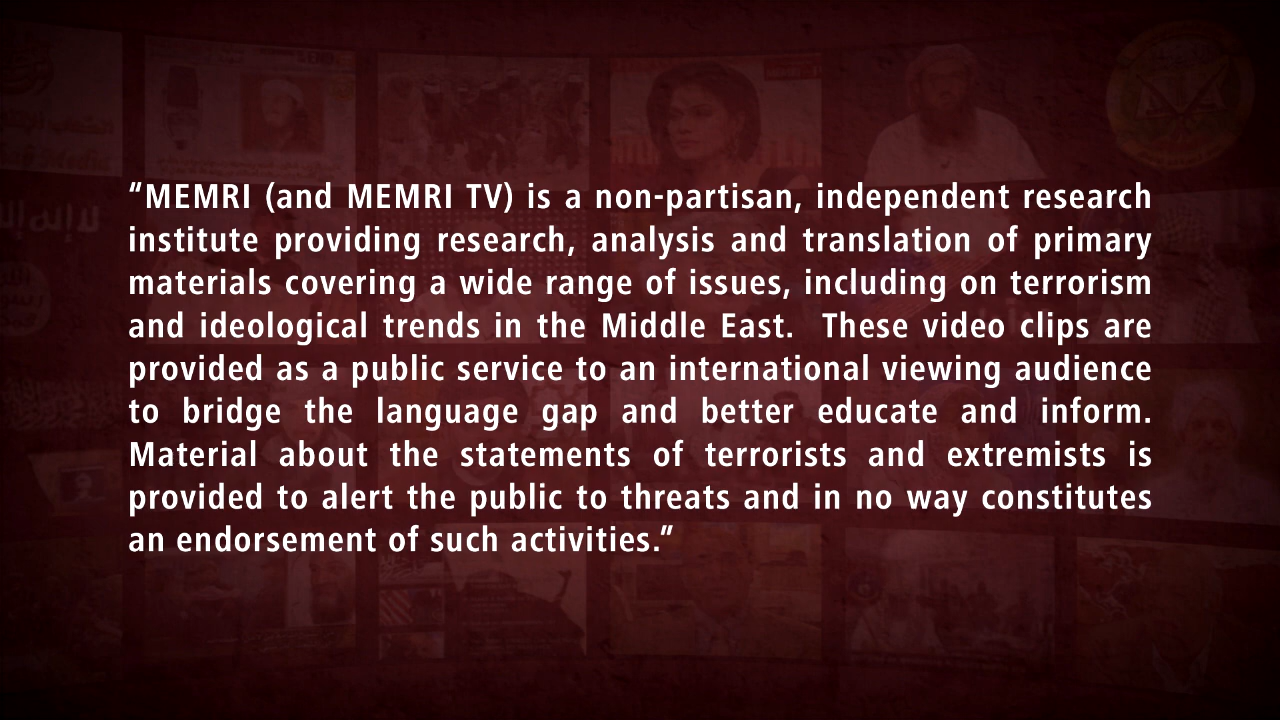 “MEMRI (and MEMRI TV) is a non-partisan, independent research
institute providing research, analysis and translation of primary
materials covering a wide range of issues, including on terrorism
and ideological trends in the Middle East.  These video clips are
provided as a public service to an international viewing audience
to bridge the language gap and better educate and inform.
Material about the statements of terrorists and extremists is
provided to alert the public to threats and in no way constitutes
an endorsement of such activities.”